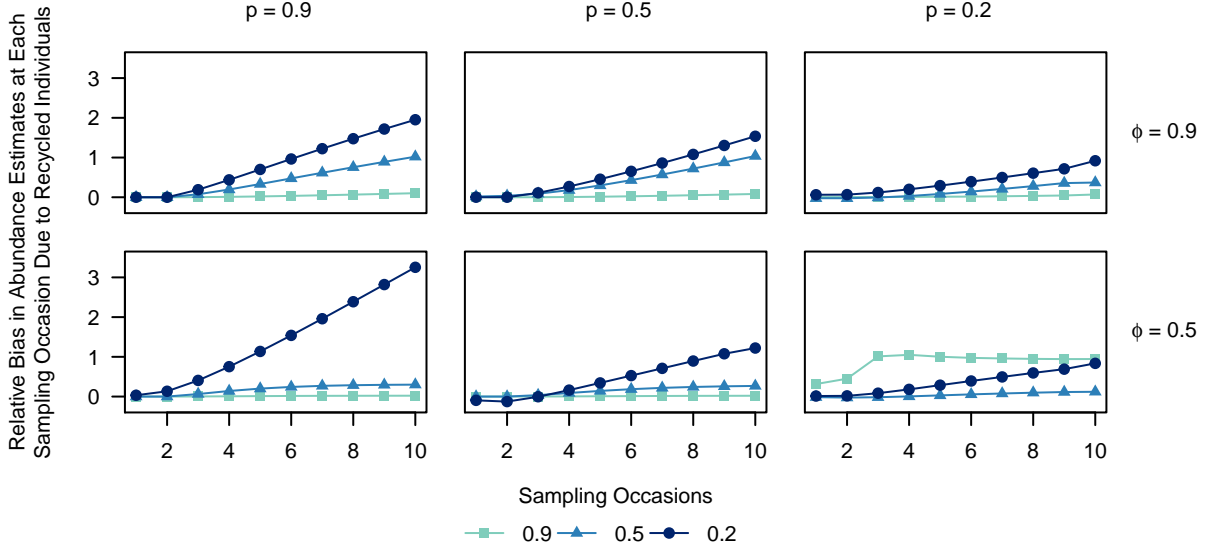 p = 0.9
p = 0.5
p = 0.2
Relative Bias in Abundance Estimates at Each
Sampling Occasion Due to Recycled Individuals
3
2
1
0
ϕ = 0.9
3
2
1
0
ϕ = 0.5
2 4 6 8 10
2 4 6 8 10
2 4 6 8 10
Sampling Occasions
0.9 0.5 0.2